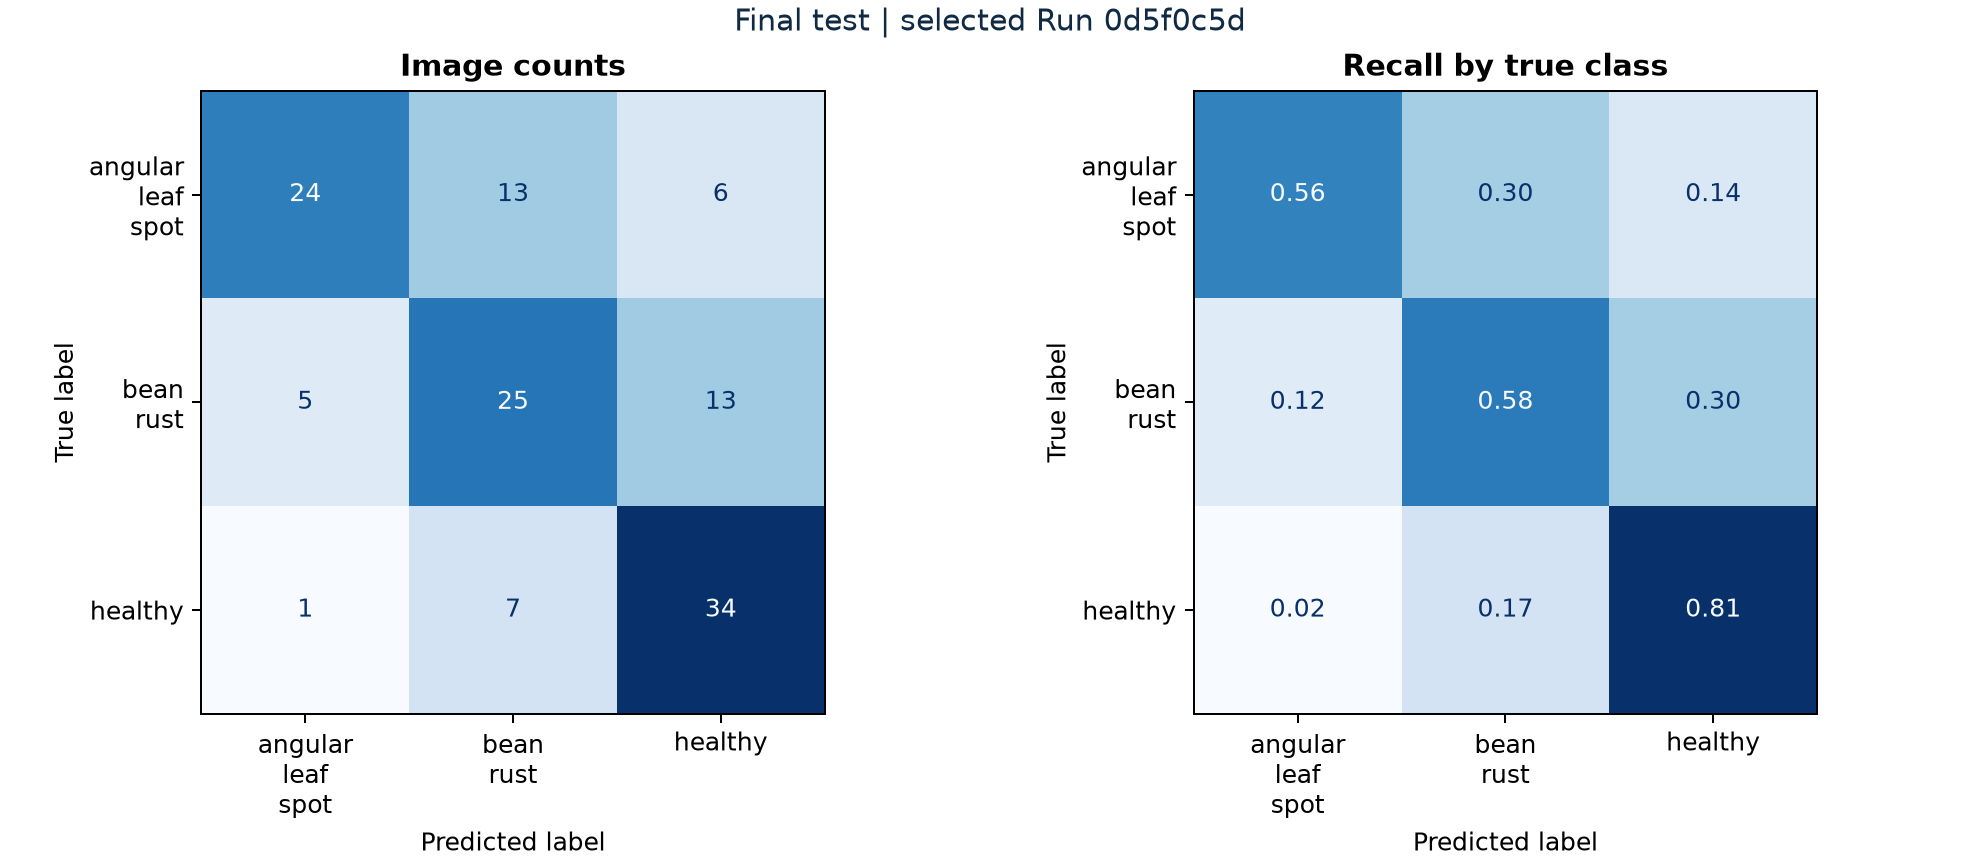 Final test | selected Run 0d5f0c5d
Image counts
True label
angular
leaf
spot
24 13 6
bean
rust
5 25 13
healthy
1 7 34
angular
leaf
spot
bean
rust
healthy
Predicted label
Recall by true class
True label
angular
leaf
spot
0.56 0.30 0.14
bean
rust
0.12 0.58 0.30
healthy
0.02 0.17 0.81
angular
leaf
spot
bean
rust
healthy
Predicted label